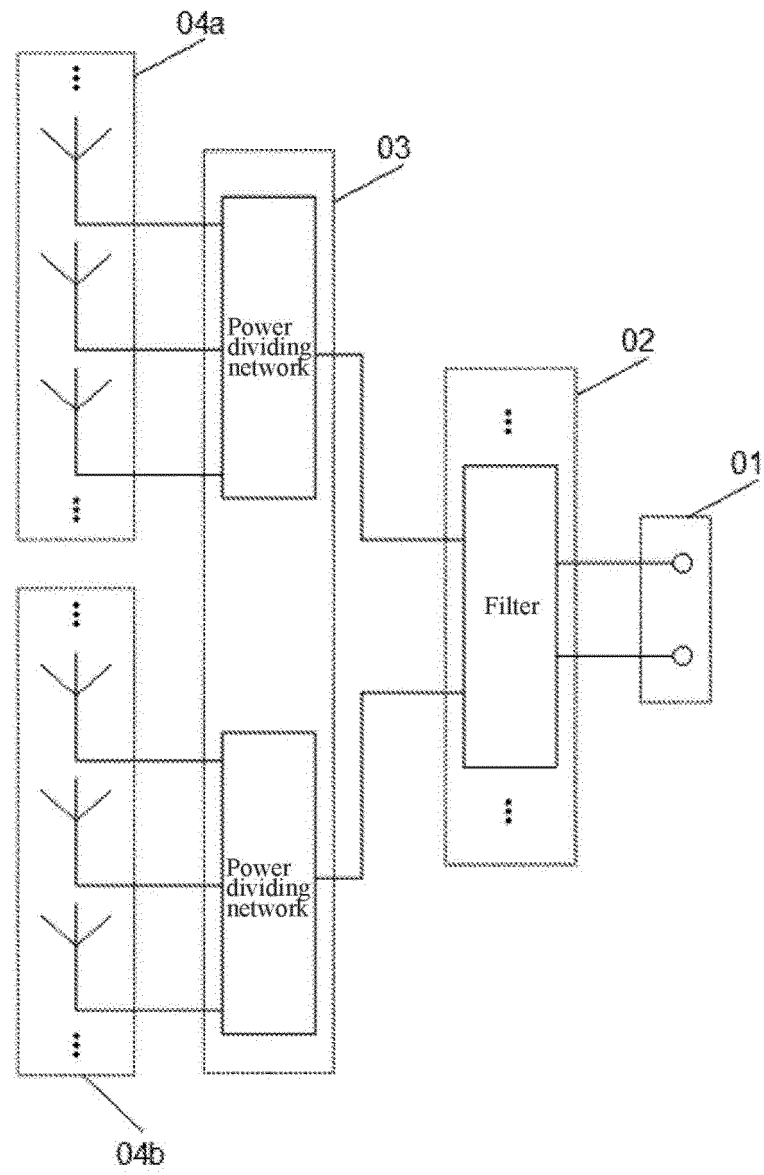 04a
03
Power
dividing
network
02
01
Filter
Power
dividing
network
04b